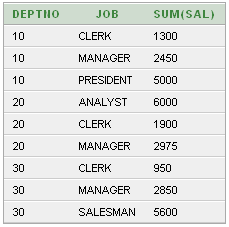 DEPTNO JOB SUM(SAL)
10 CLERK 1300
10 MANAGER 2450
10 PRESIDENT 5000
20 ANALYST 6000
20 CLERK 1900
20 MANAGER 2975
30 CLERK 950
30 MANAGER 2850
30 SALESMAN 5600